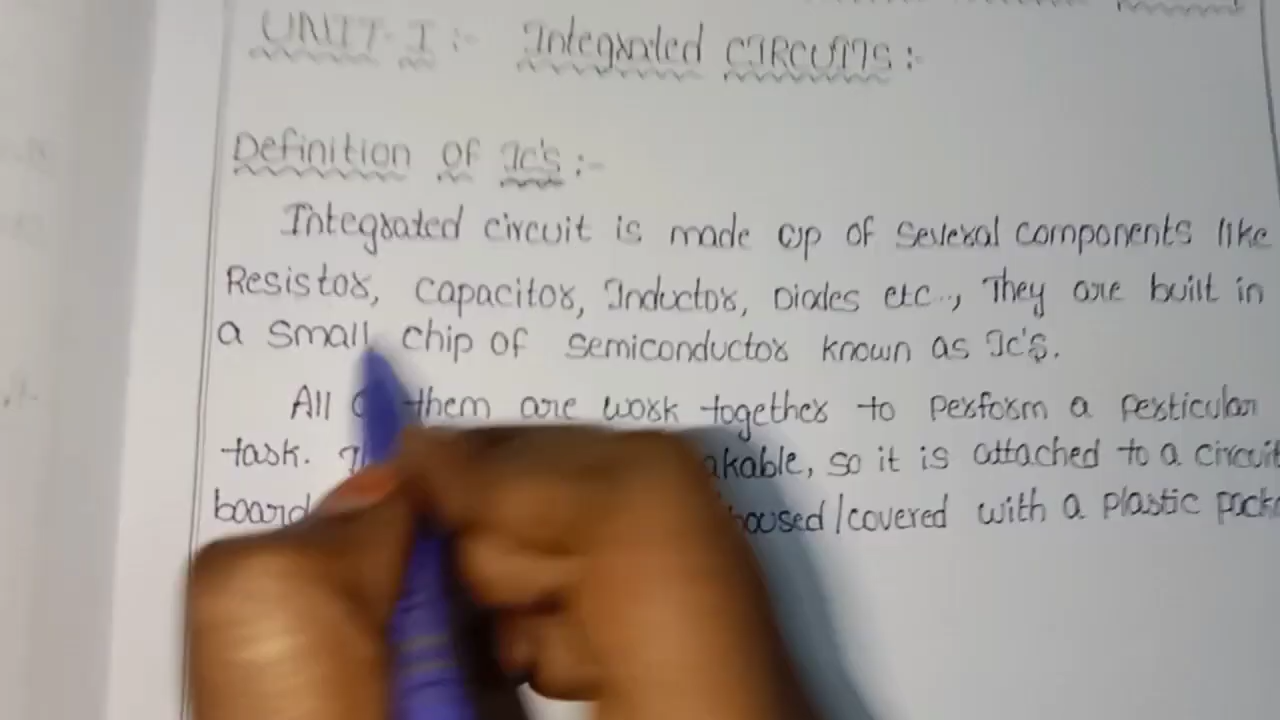 UNIT- I :- Integrated CIRCUITS :-
Definition of Ic's :-
Integrated circuit is made up of several components like
Resistor, capacitor, Inductor, Diodes etc.., They are built in
a small chip of semiconductor known as Ic's.
All them are work together to perform a perticular
task. so it is attached to a circuit
board housed/covered with a plastic